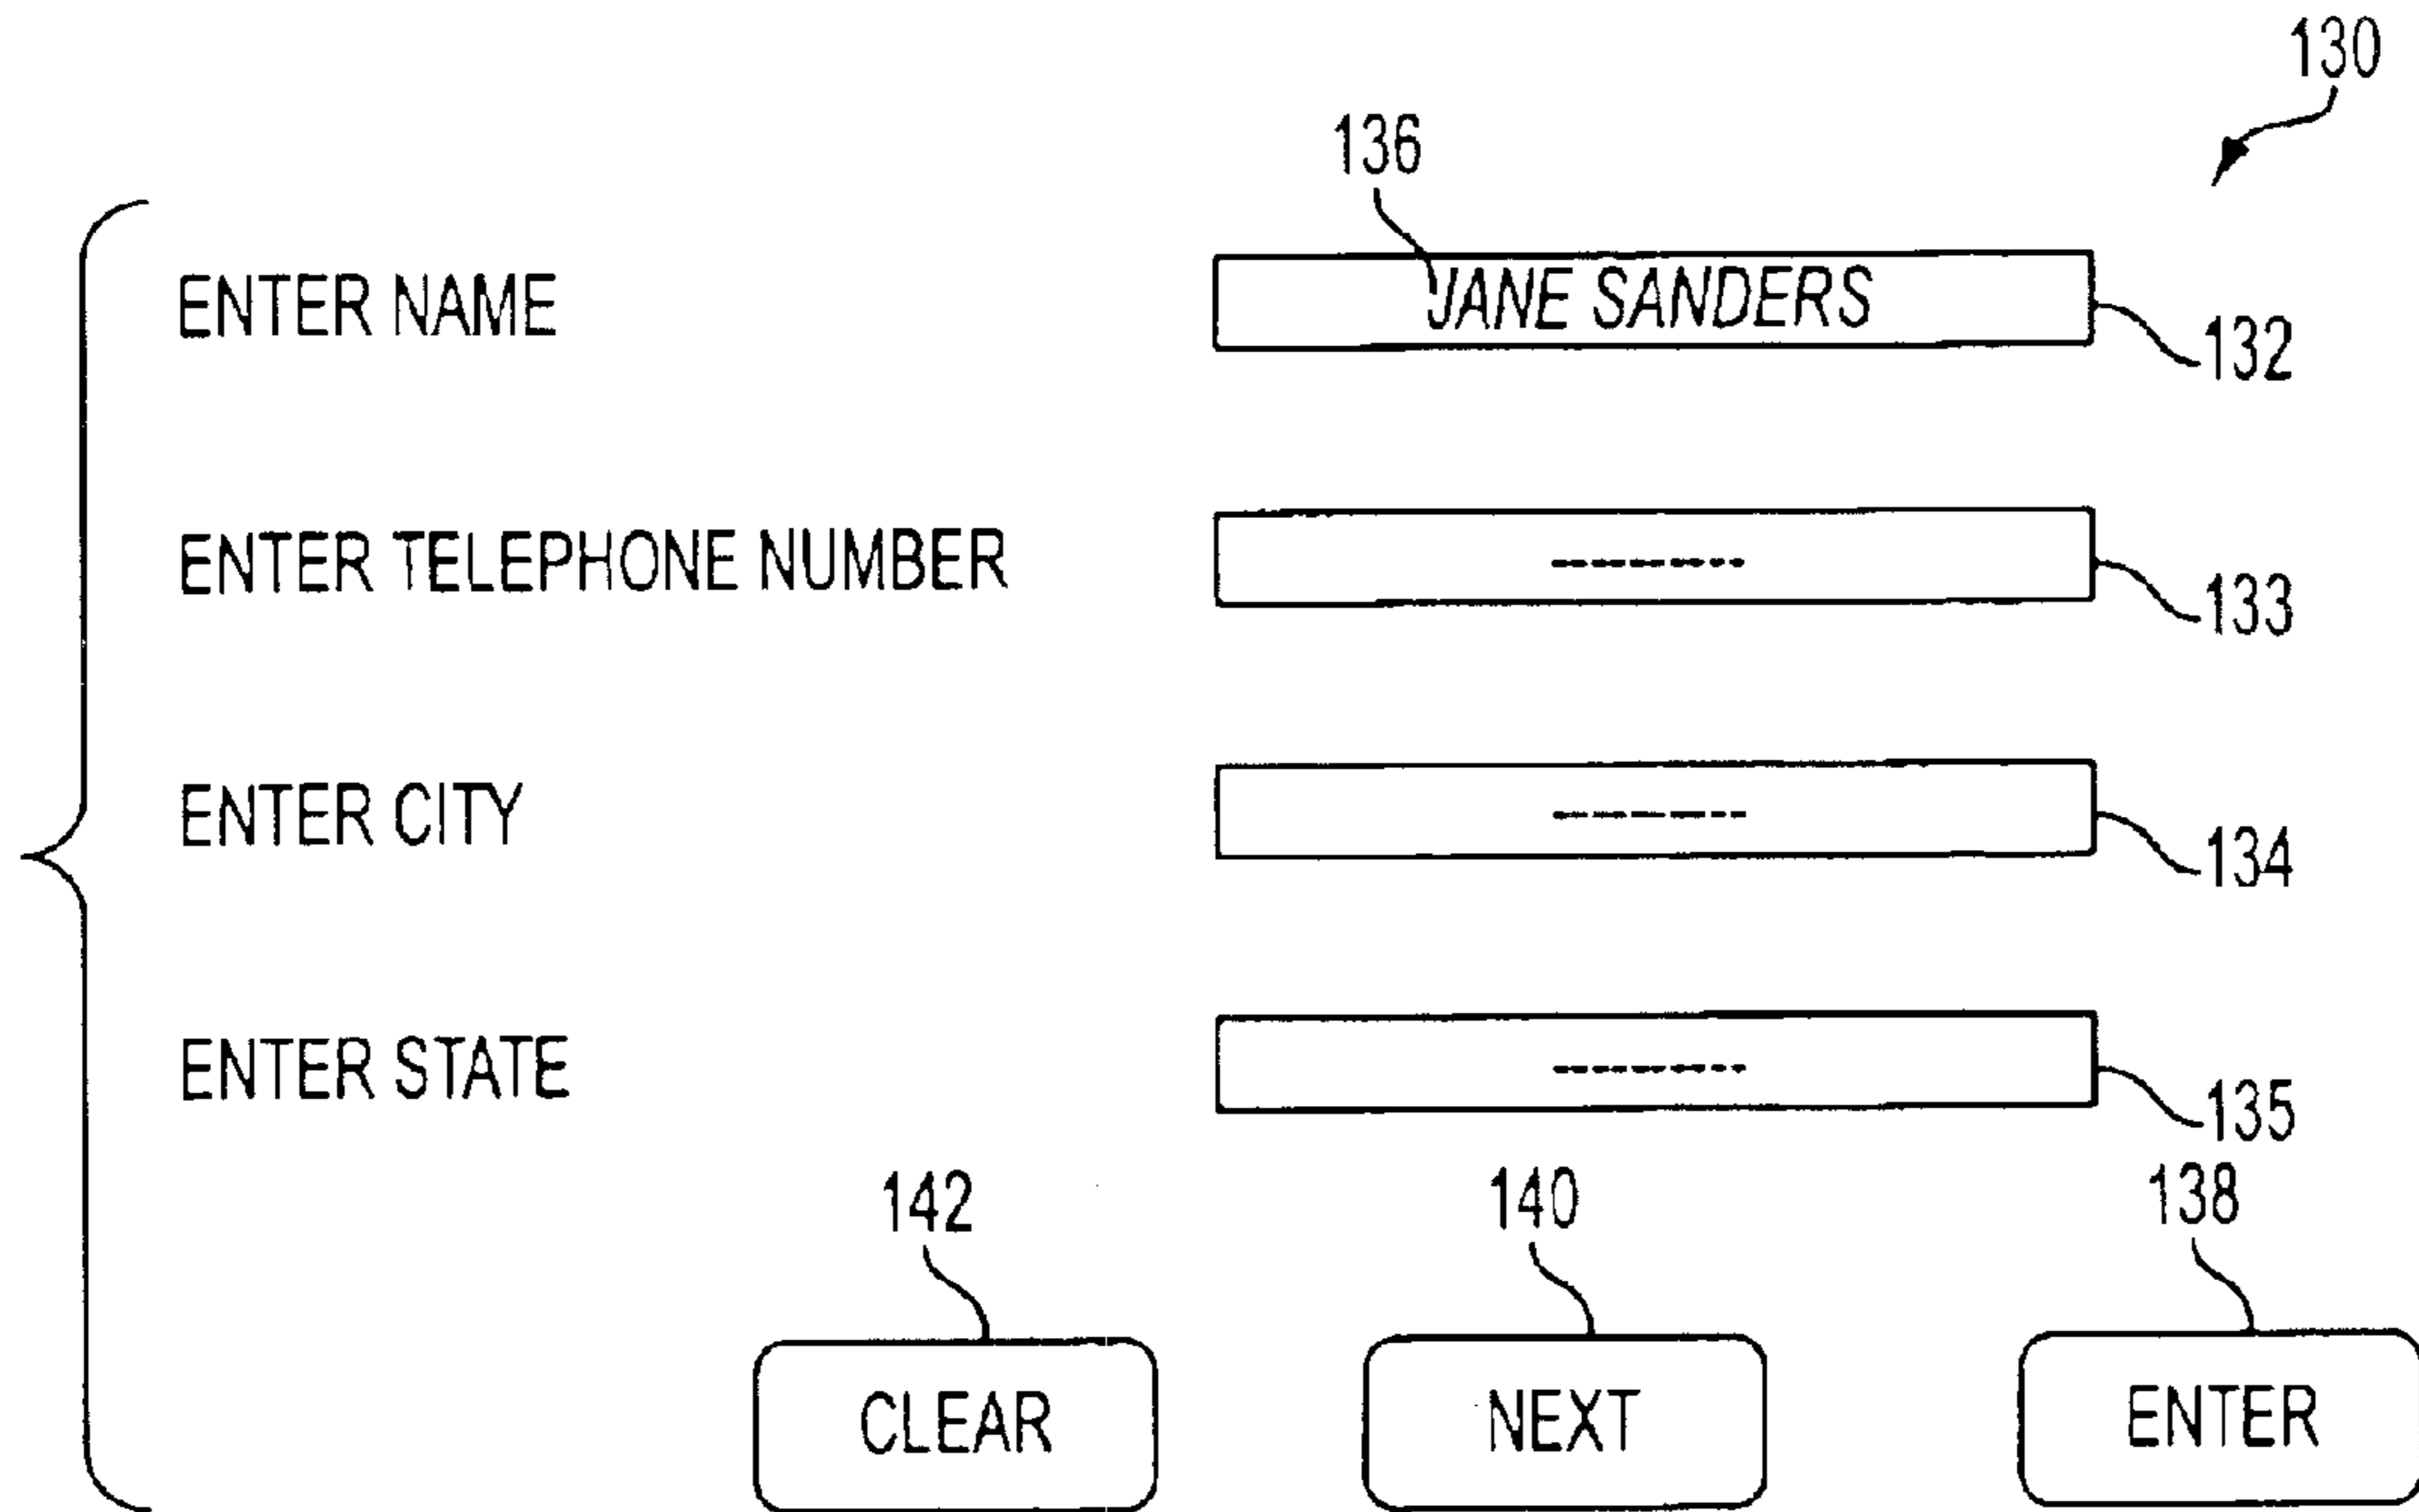 130
136
ENTER NAME JANE SANDERS
132
ENTER TELEPHONE NUMBER ---------
133
ENTER CITY ---------
134
ENTER STATE ---------
135
142 140 138
CLEAR NEXT ENTER